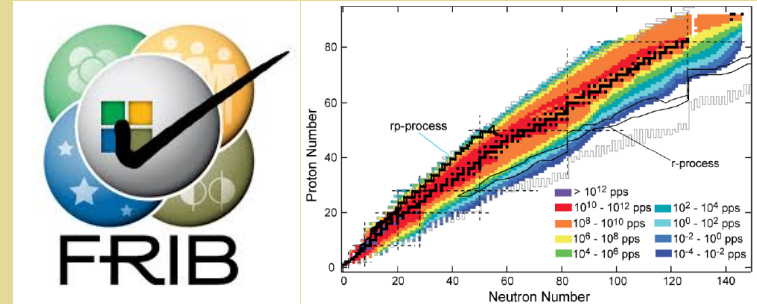 FRIB
Proton Number
80
60
40
20
0
rp-process
r-process
> 10¹² pps
10¹⁰ - 10¹² pps
10⁸ - 10¹⁰ pps
10⁶ - 10⁸ pps
10⁴ - 10⁶ pps
10² - 10⁴ pps
10⁰ - 10² pps
10⁻² - 10⁰ pps
10⁻⁴ - 10⁻² pps
0 20 40 60 80 100 120 140
Neutron Number